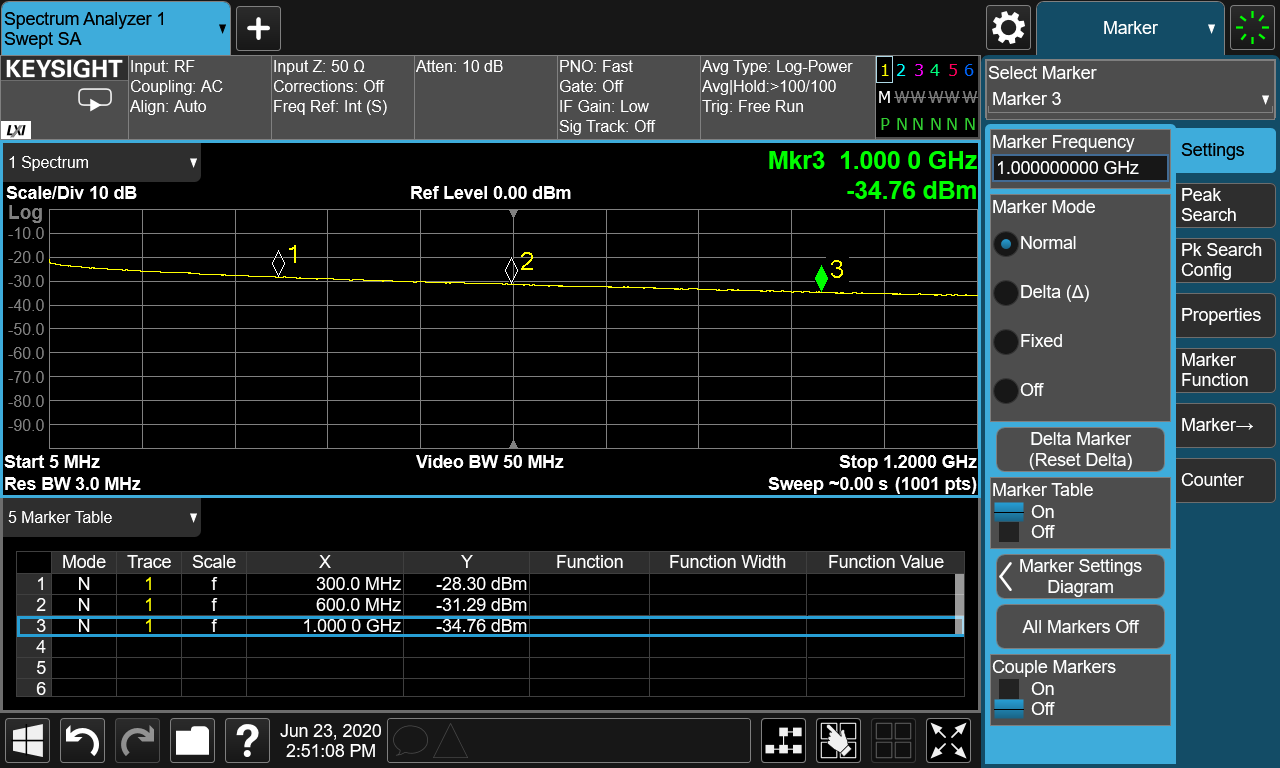 Spectrum Analyzer 1
Swept SA
+
Marker
KEYSIGHT
LXI
Input: RF
Coupling: AC
Align: Auto
Input Z: 50 Ω
Corrections: Off
Freq Ref: Int (S)
Atten: 10 dB
PNO: Fast
Gate: Off
IF Gain: Low
Sig Track: Off
Avg Type: Log-Power
Avg|Hold:>100/100
Trig: Free Run
1 2 3 4 5 6
M W W W W W
P N N N N N
Select Marker
Marker 3
1 Spectrum
Mkr3 1.000 0 GHz
-34.76 dBm
Scale/Div 10 dB
Ref Level 0.00 dBm
Log
-10.0
-20.0
-30.0
-40.0
-50.0
-60.0
-70.0
-80.0
-90.0
1
2
3
Start 5 MHz
Video BW 50 MHz
Stop 1.2000 GHz
Res BW 3.0 MHz
Sweep ~0.00 s (1001 pts)
5 Marker Table
Mode Trace Scale X Y Function Function Width Function Value
1 N 1 f 300.0 MHz -28.30 dBm
2 N 1 f 600.0 MHz -31.29 dBm
3 N 1 f 1.000 0 GHz -34.76 dBm
4
5
6
Marker Frequency
1.000000000 GHz
Marker Mode
Normal
Delta (Δ)
Fixed
Off
Delta Marker
(Reset Delta)
Marker Table
On
Off
Marker Settings
Diagram
All Markers Off
Couple Markers
On
Off
Settings
Peak
Search
Pk Search
Config
Properties
Marker
Function
Marker→
Counter
?
Jun 23, 2020
2:51:08 PM